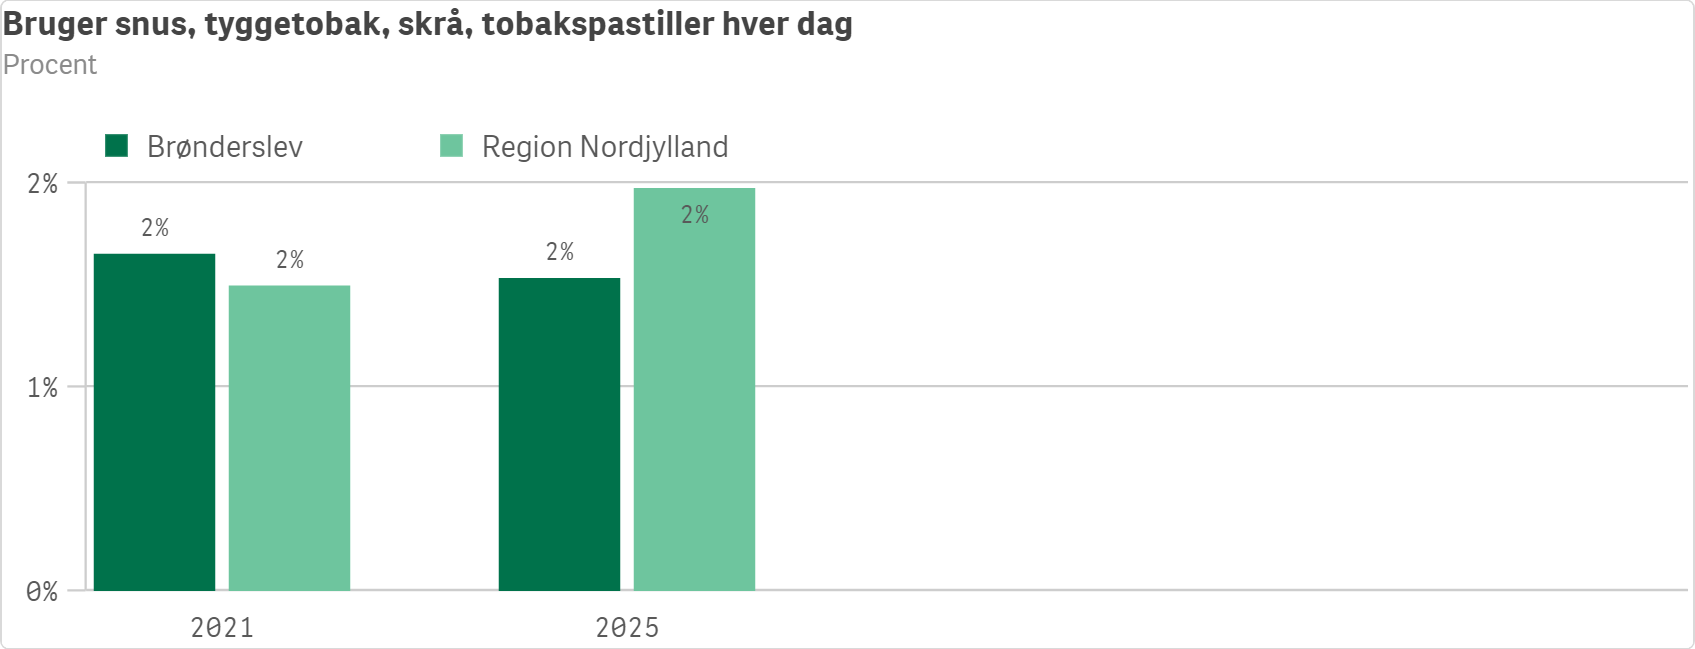 Bruger snus, tyggetobak, skrå, tobakspastiller hver dag
Procent
Brønderslev Region Nordjylland
2%
2%
2%
2%
2%
1%
0%
2021 2025